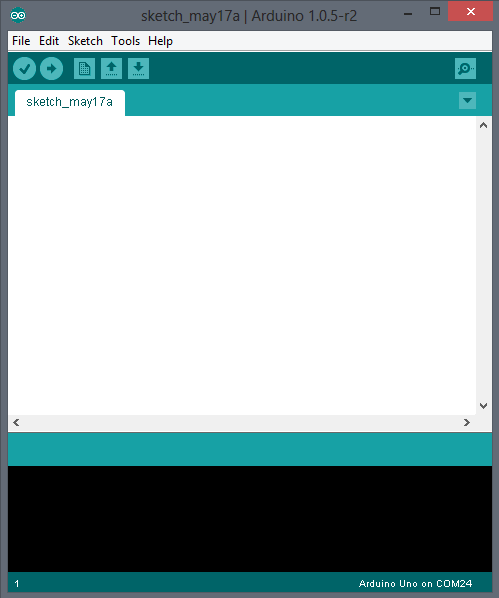 sketch_may17a | Arduino 1.0.5-r2
File Edit Sketch Tools Help
sketch_may17a
1 Arduino Uno on COM24